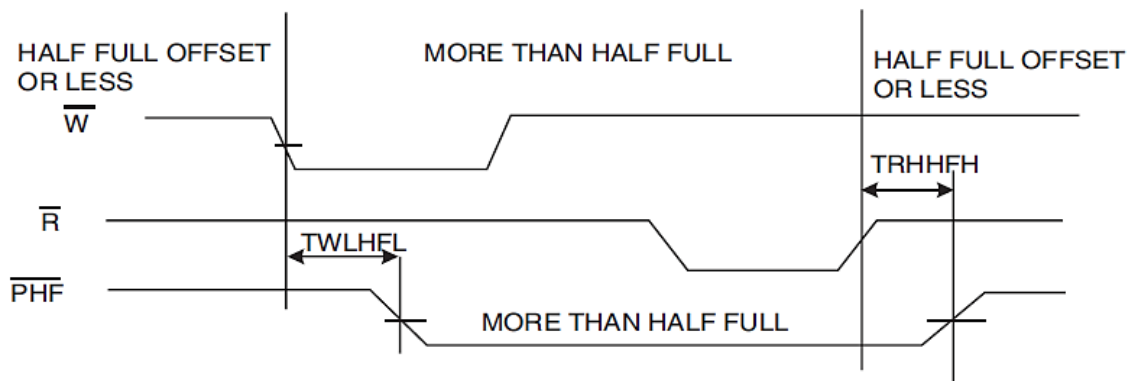 HALF FULL OFFSET
OR LESS
MORE THAN HALF FULL
HALF FULL OFFSET
OR LESS
W
TRHHFH
R
TWLHFL
PHF
MORE THAN HALF FULL